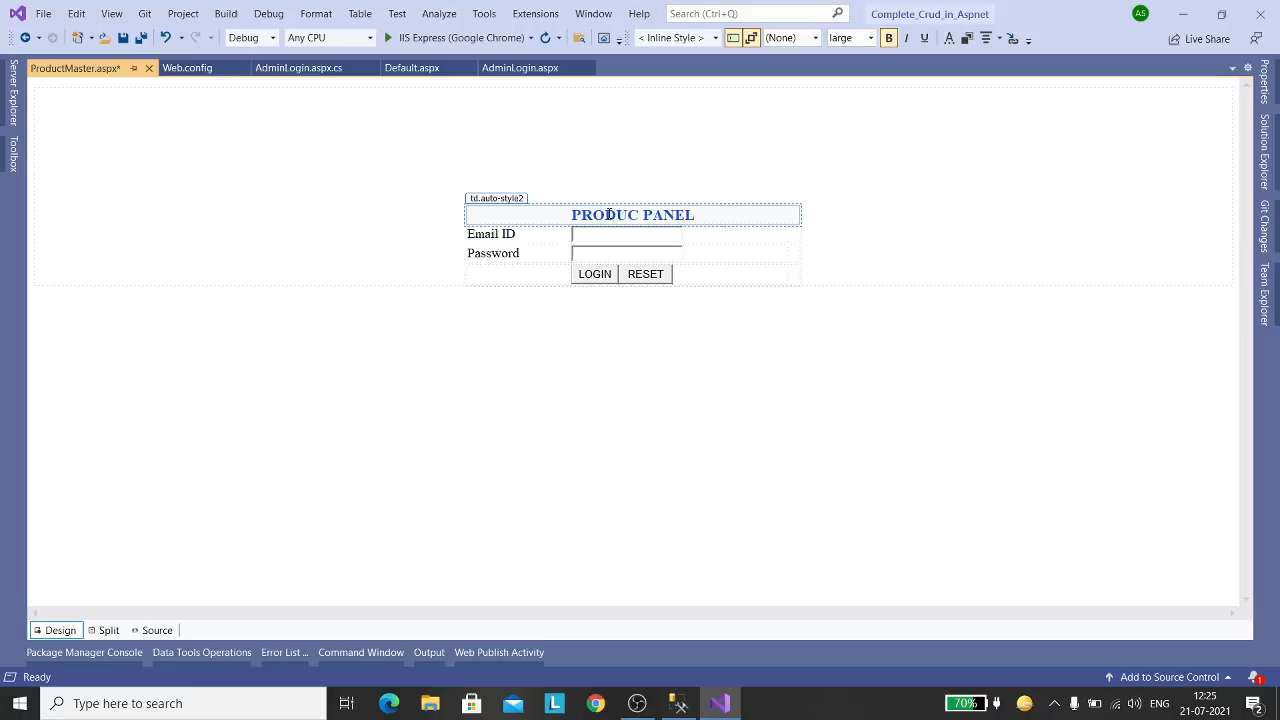 File Edit View Git Project Build Debug Format Table Test Analyze Tools Extensions Window Help Search (Ctrl+Q) Complete_Crud_in_Aspnet AS
Debug Any CPU IIS Express (Google Chrome) < Inline Style > (None) large B I U A Live Share
ProductMaster.aspx* Web.config AdminLogin.aspx.cs Default.aspx AdminLogin.aspx
Server Explorer
Toolbox
Properties
Solution Explorer
Git Changes
Team Explorer
td.auto-style2
PRODUC PANEL
Email ID
Password
LOGIN RESET
Design Split Source
Package Manager Console Data Tools Operations Error List ... Command Window Output Web Publish Activity
Ready Add to Source Control 1
Type here to search L 70% ENG 12:25
21-07-2021 2